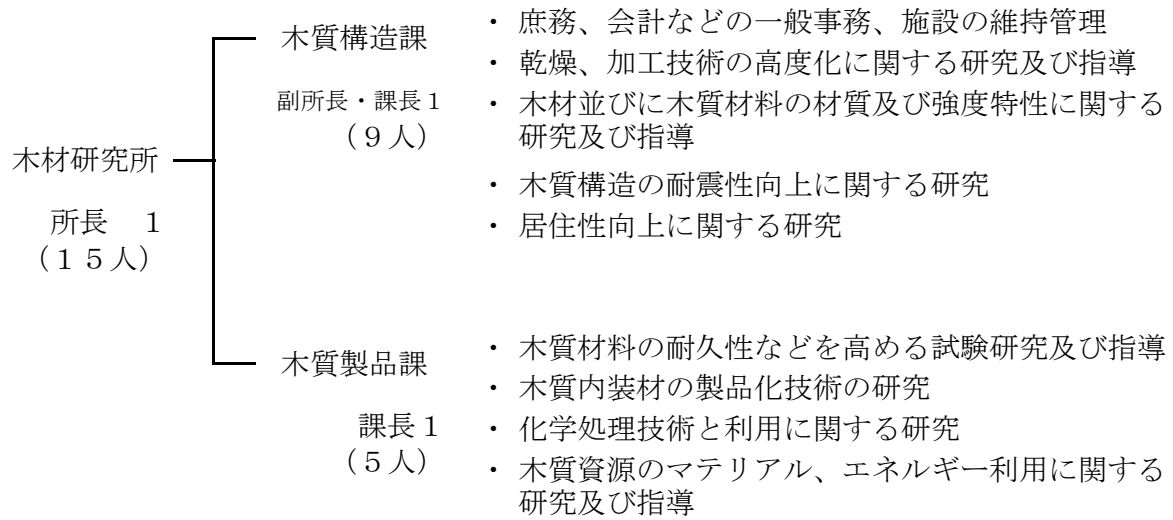 木材研究所
所長　1
（１５人）
木質構造課
副所長・課長１
（９人）
・ 庶務、会計などの一般事務、施設の維持管理
・ 乾燥、加工技術の高度化に関する研究及び指導
・ 木材並びに木質材料の材質及び強度特性に関する
研究及び指導
・ 木質構造の耐震性向上に関する研究
・ 居住性向上に関する研究
木質製品課
課長１
（５人）
・ 木質材料の耐久性などを高める試験研究及び指導
・ 木質内装材の製品化技術の研究
・ 化学処理技術と利用に関する研究
・ 木質資源のマテリアル、エネルギー利用に関する
研究及び指導